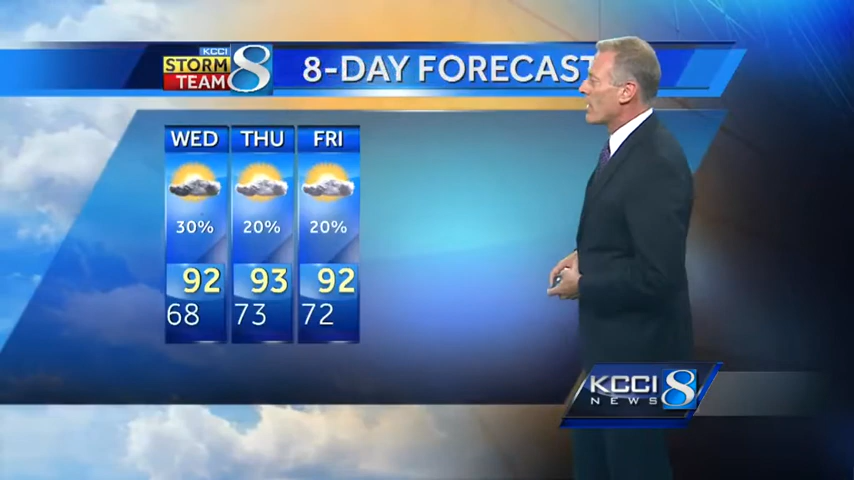 KCCI
STORM
TEAM
8
8-DAY FORECAST
WED THU FRI
30% 20% 20%
92 93 92
68 73 72
KCCI 8
NEWS